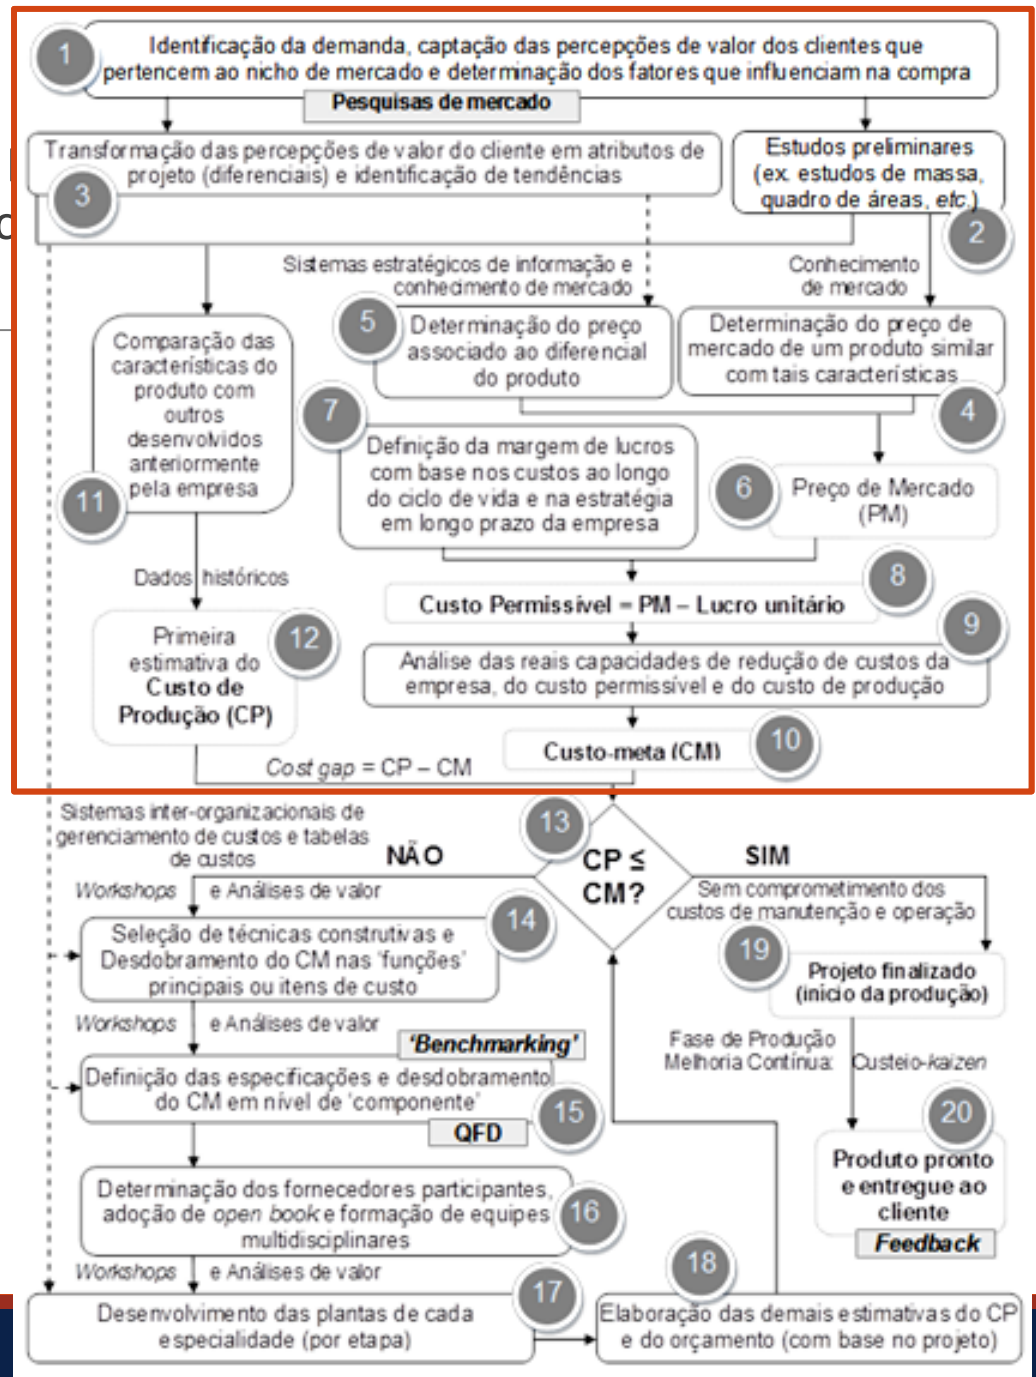 1
Identificação da demanda, captação das percepções de valor dos clientes que
pertencem ao nicho de mercado e determinação dos fatores que influenciam na compra
Pesquisas de mercado
Transformação das percepções de valor do cliente em atributos de
projeto (diferenciais) e identificação de tendências
3
Estudos preliminares
(ex. estudos de massa,
quadro de áreas, etc.)
2
Sistemas estratégicos de informação e
conhecimento de mercado
Conhecimento
de mercado
5
Determinação do preço
associado ao diferencial
do produto
Determinação do preço de
mercado de um produto similar
com tais características
4
Comparação das
características do
produto com
outros
desenvolvidos
anteriormente
pela empresa
11
7
Definição da margem de lucros
com base nos custos ao longo
do ciclo de vida e na estratégia
em longo prazo da empresa
6
Preço de Mercado
(PM)
Dados históricos
8
Custo Permissível = PM – Lucro unitário
12
Primeira
estimativa do
Custo de
Produção (CP)
9
Análise das reais capacidades de redução de custos da
empresa, do custo permissível e do custo de produção
10
Custo-meta (CM)
Cost gap = CP – CM
Sistemas inter-organizacionais de
gerenciamento de custos e tabelas
de custos
13
CP ≤
CM?
NÃO
SIM
Workshops e Análises de valor
Sem comprometimento dos
custos de manutenção e operação
14
Seleção de técnicas construtivas e
Desdobramento do CM nas 'funções'
principais ou itens de custo
19
Projeto finalizado
(início da produção)
Workshops e Análises de valor
'Benchmarking'
Fase de Produção
Melhoria Contínua: Custeio-kaizen
Definição das especificações e desdobramento
do CM em nível de 'componente'
15
QFD
20
Produto pronto
e entregue ao
cliente
Feedback
Determinação dos fornecedores participantes,
adoção de open book e formação de equipes
multidisciplinares
16
Workshops e Análises de valor
17
Desenvolvimento das plantas de cada
especialidade (por etapa)
18
Elaboração das demais estimativas do CP
e do orçamento (com base no projeto)